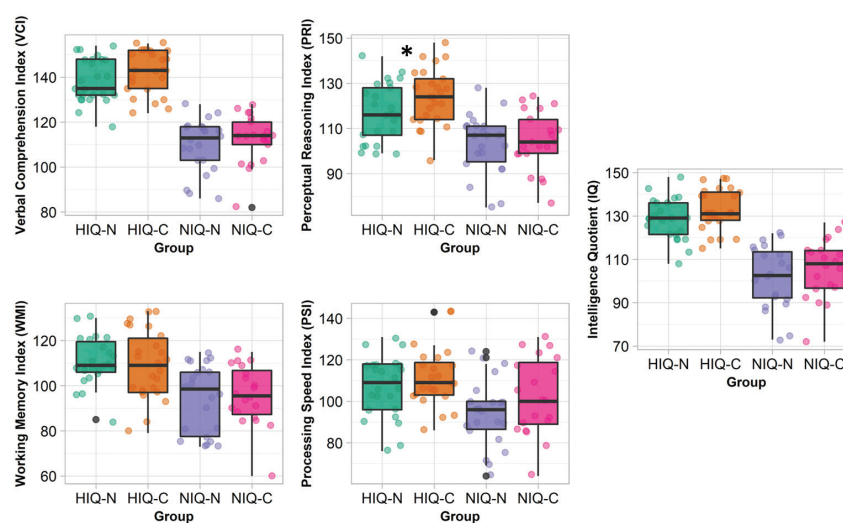 Verbal Comprehension Index (VCI)
140
120
100
80
HIQ-N HIQ-C NIQ-N NIQ-C
Group
Perceptual Reasoning Index (PRI)
150
130
110
90
*
HIQ-N HIQ-C NIQ-N NIQ-C
Group
Intelligence Quotient (IQ)
150
130
110
90
70
HIQ-N HIQ-C NIQ-N NIQ-C
Group
Working Memory Index (WMI)
140
120
100
80
60
HIQ-N HIQ-C NIQ-N NIQ-C
Group
Processing Speed Index (PSI)
140
120
100
80
HIQ-N HIQ-C NIQ-N NIQ-C
Group